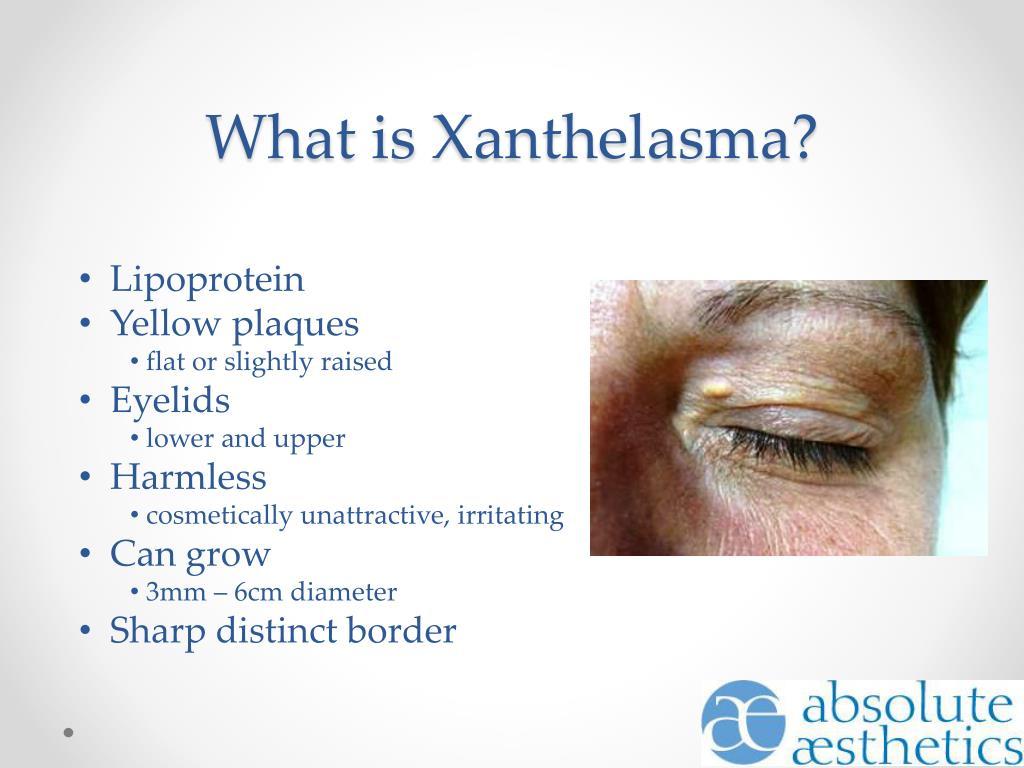 What is Xanthelasma?
• Lipoprotein
• Yellow plaques
• flat or slightly raised
• Eyelids
• lower and upper
• Harmless
• cosmetically unattractive, irritating
• Can grow
• 3mm – 6cm diameter
• Sharp distinct border
æ absolute
æsthetics